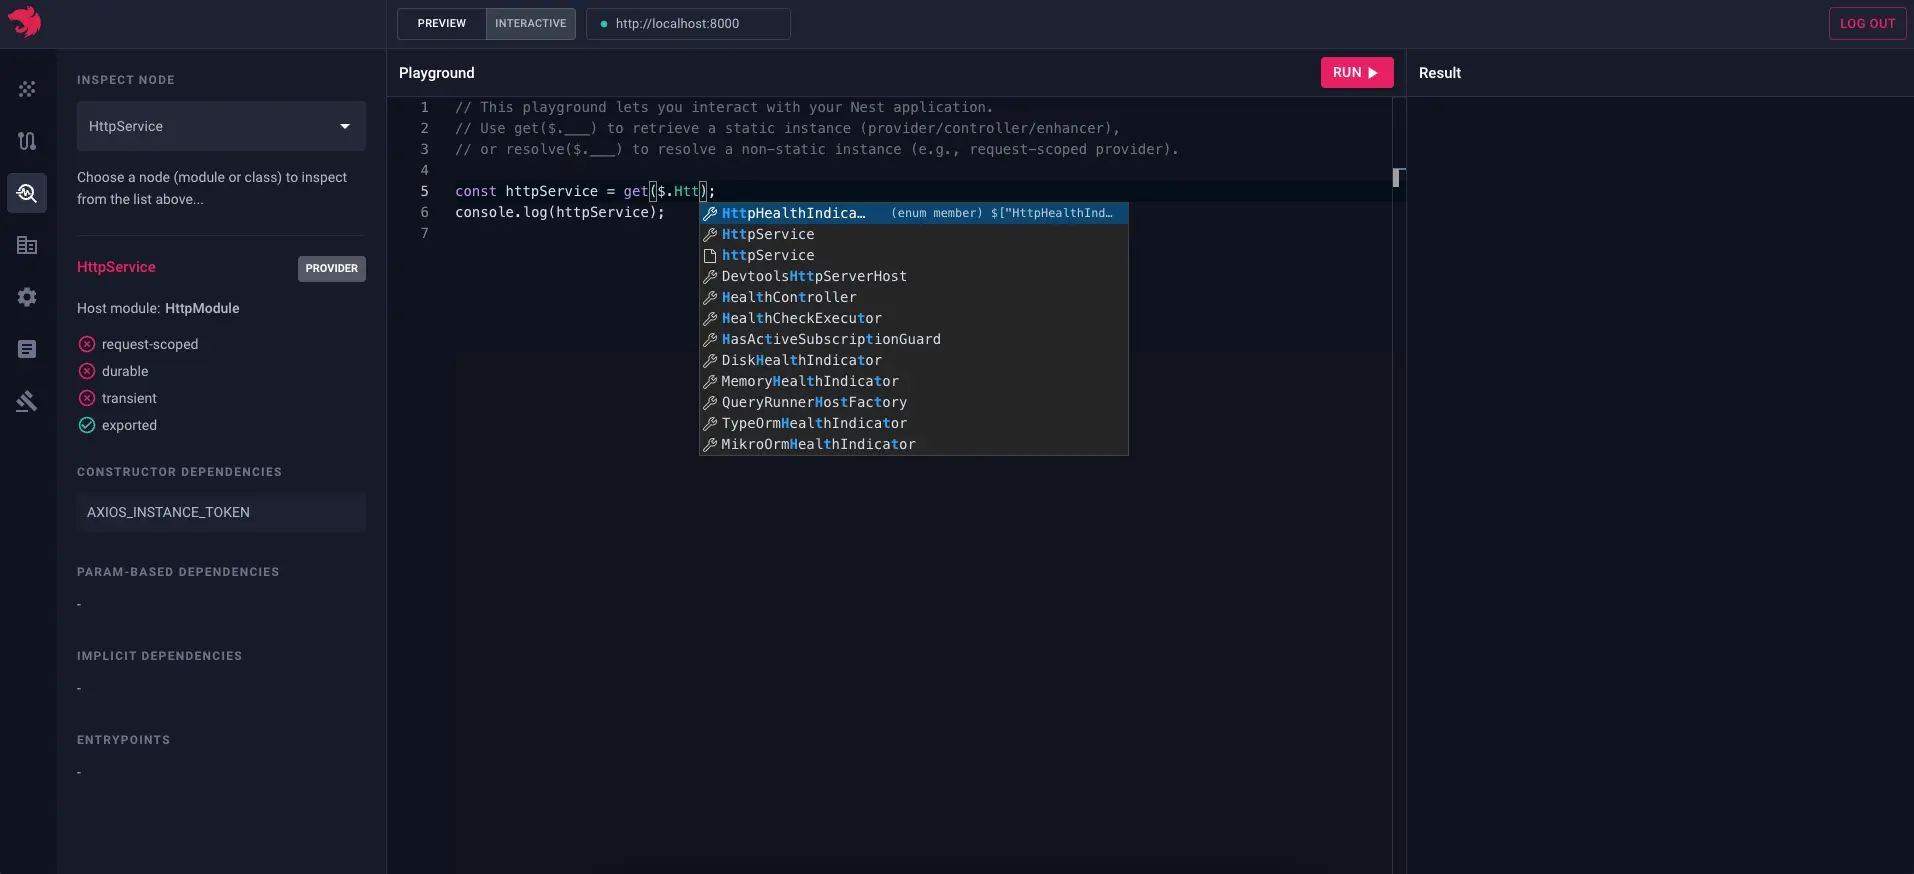 PREVIEW
INTERACTIVE
http://localhost:8000
LOG OUT
INSPECT NODE
HttpService
Choose a node (module or class) to inspect
from the list above...
HttpService
PROVIDER
Host module: HttpModule
request-scoped
durable
transient
exported
CONSTRUCTOR DEPENDENCIES
AXIOS_INSTANCE_TOKEN
PARAM-BASED DEPENDENCIES
-
IMPLICIT DEPENDENCIES
-
ENTRYPOINTS
-
Playground
RUN
1 // This playground lets you interact with your Nest application.
2 // Use get($.___) to retrieve a static instance (provider/controller/enhancer),
3 // or resolve($.___) to resolve a non-static instance (e.g., request-scoped provider).
4
5 const httpService = get($.Htt);
6 console.log(httpService);
7
HttpHealthIndica… (enum member) $["HttpHealthInd…
HttpService
httpService
DevtoolsHttpServerHost
HealthController
HealthCheckExecutor
HasActiveSubscriptionGuard
DiskHealthIndicator
MemoryHealthIndicator
QueryRunnerHostFactory
TypeOrmHealthIndicator
MikroOrmHealthIndicator
Result